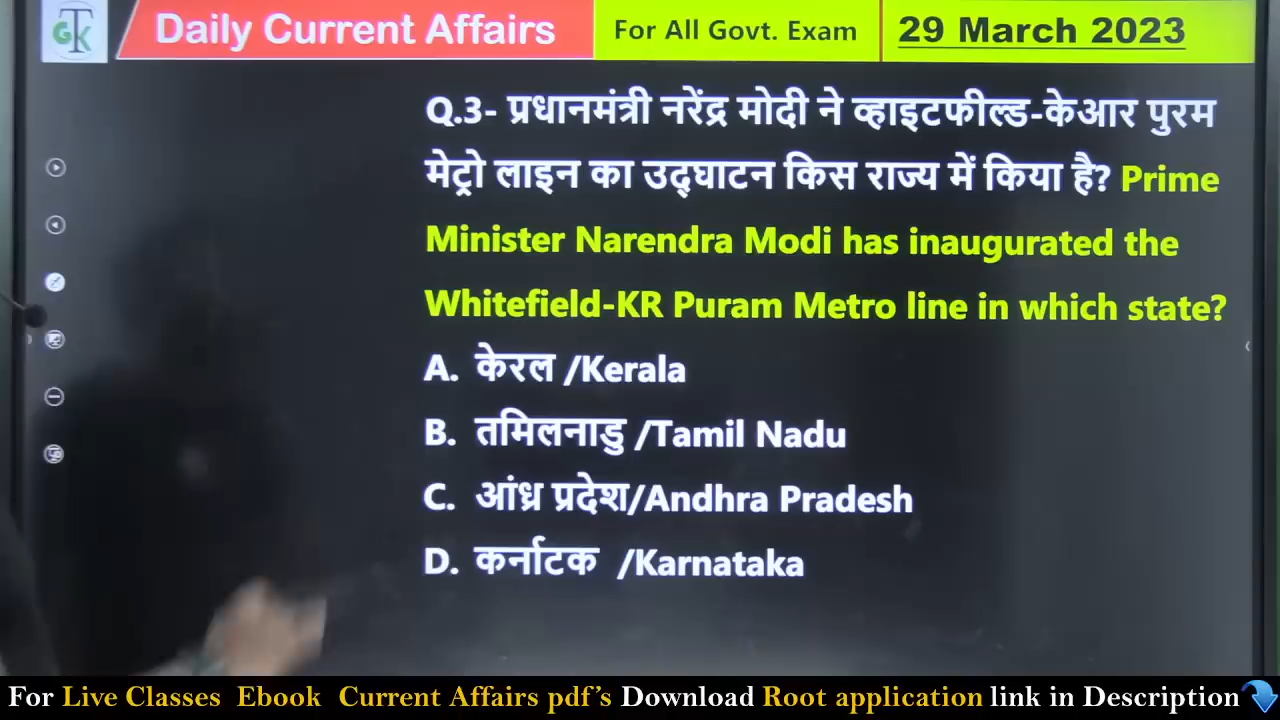 GTK
Daily Current Affairs
For All Govt. Exam
29 March 2023
Q.3- प्रधानमंत्री नरेंद्र मोदी ने व्हाइटफील्ड-केआर पुरम
मेट्रो लाइन का उद्घाटन किस राज्य में किया है? Prime
Minister Narendra Modi has inaugurated the
Whitefield-KR Puram Metro line in which state?
A. केरल /Kerala
B. तमिलनाडु /Tamil Nadu
C. आंध्र प्रदेश/Andhra Pradesh
D. कर्नाटक /Karnataka
For Live Classes Ebook Current Affairs pdf's Download Root application link in Description